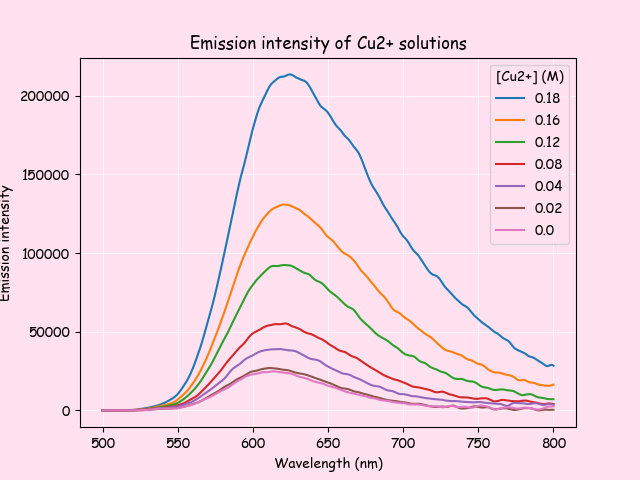 Emission intensity of Cu2+ solutions
[Cu2+] (M)
0.18
0.16
0.12
0.08
0.04
0.02
0.0
200000
150000
100000
50000
0
Emission intensity
500 550 600 650 700 750 800
Wavelength (nm)